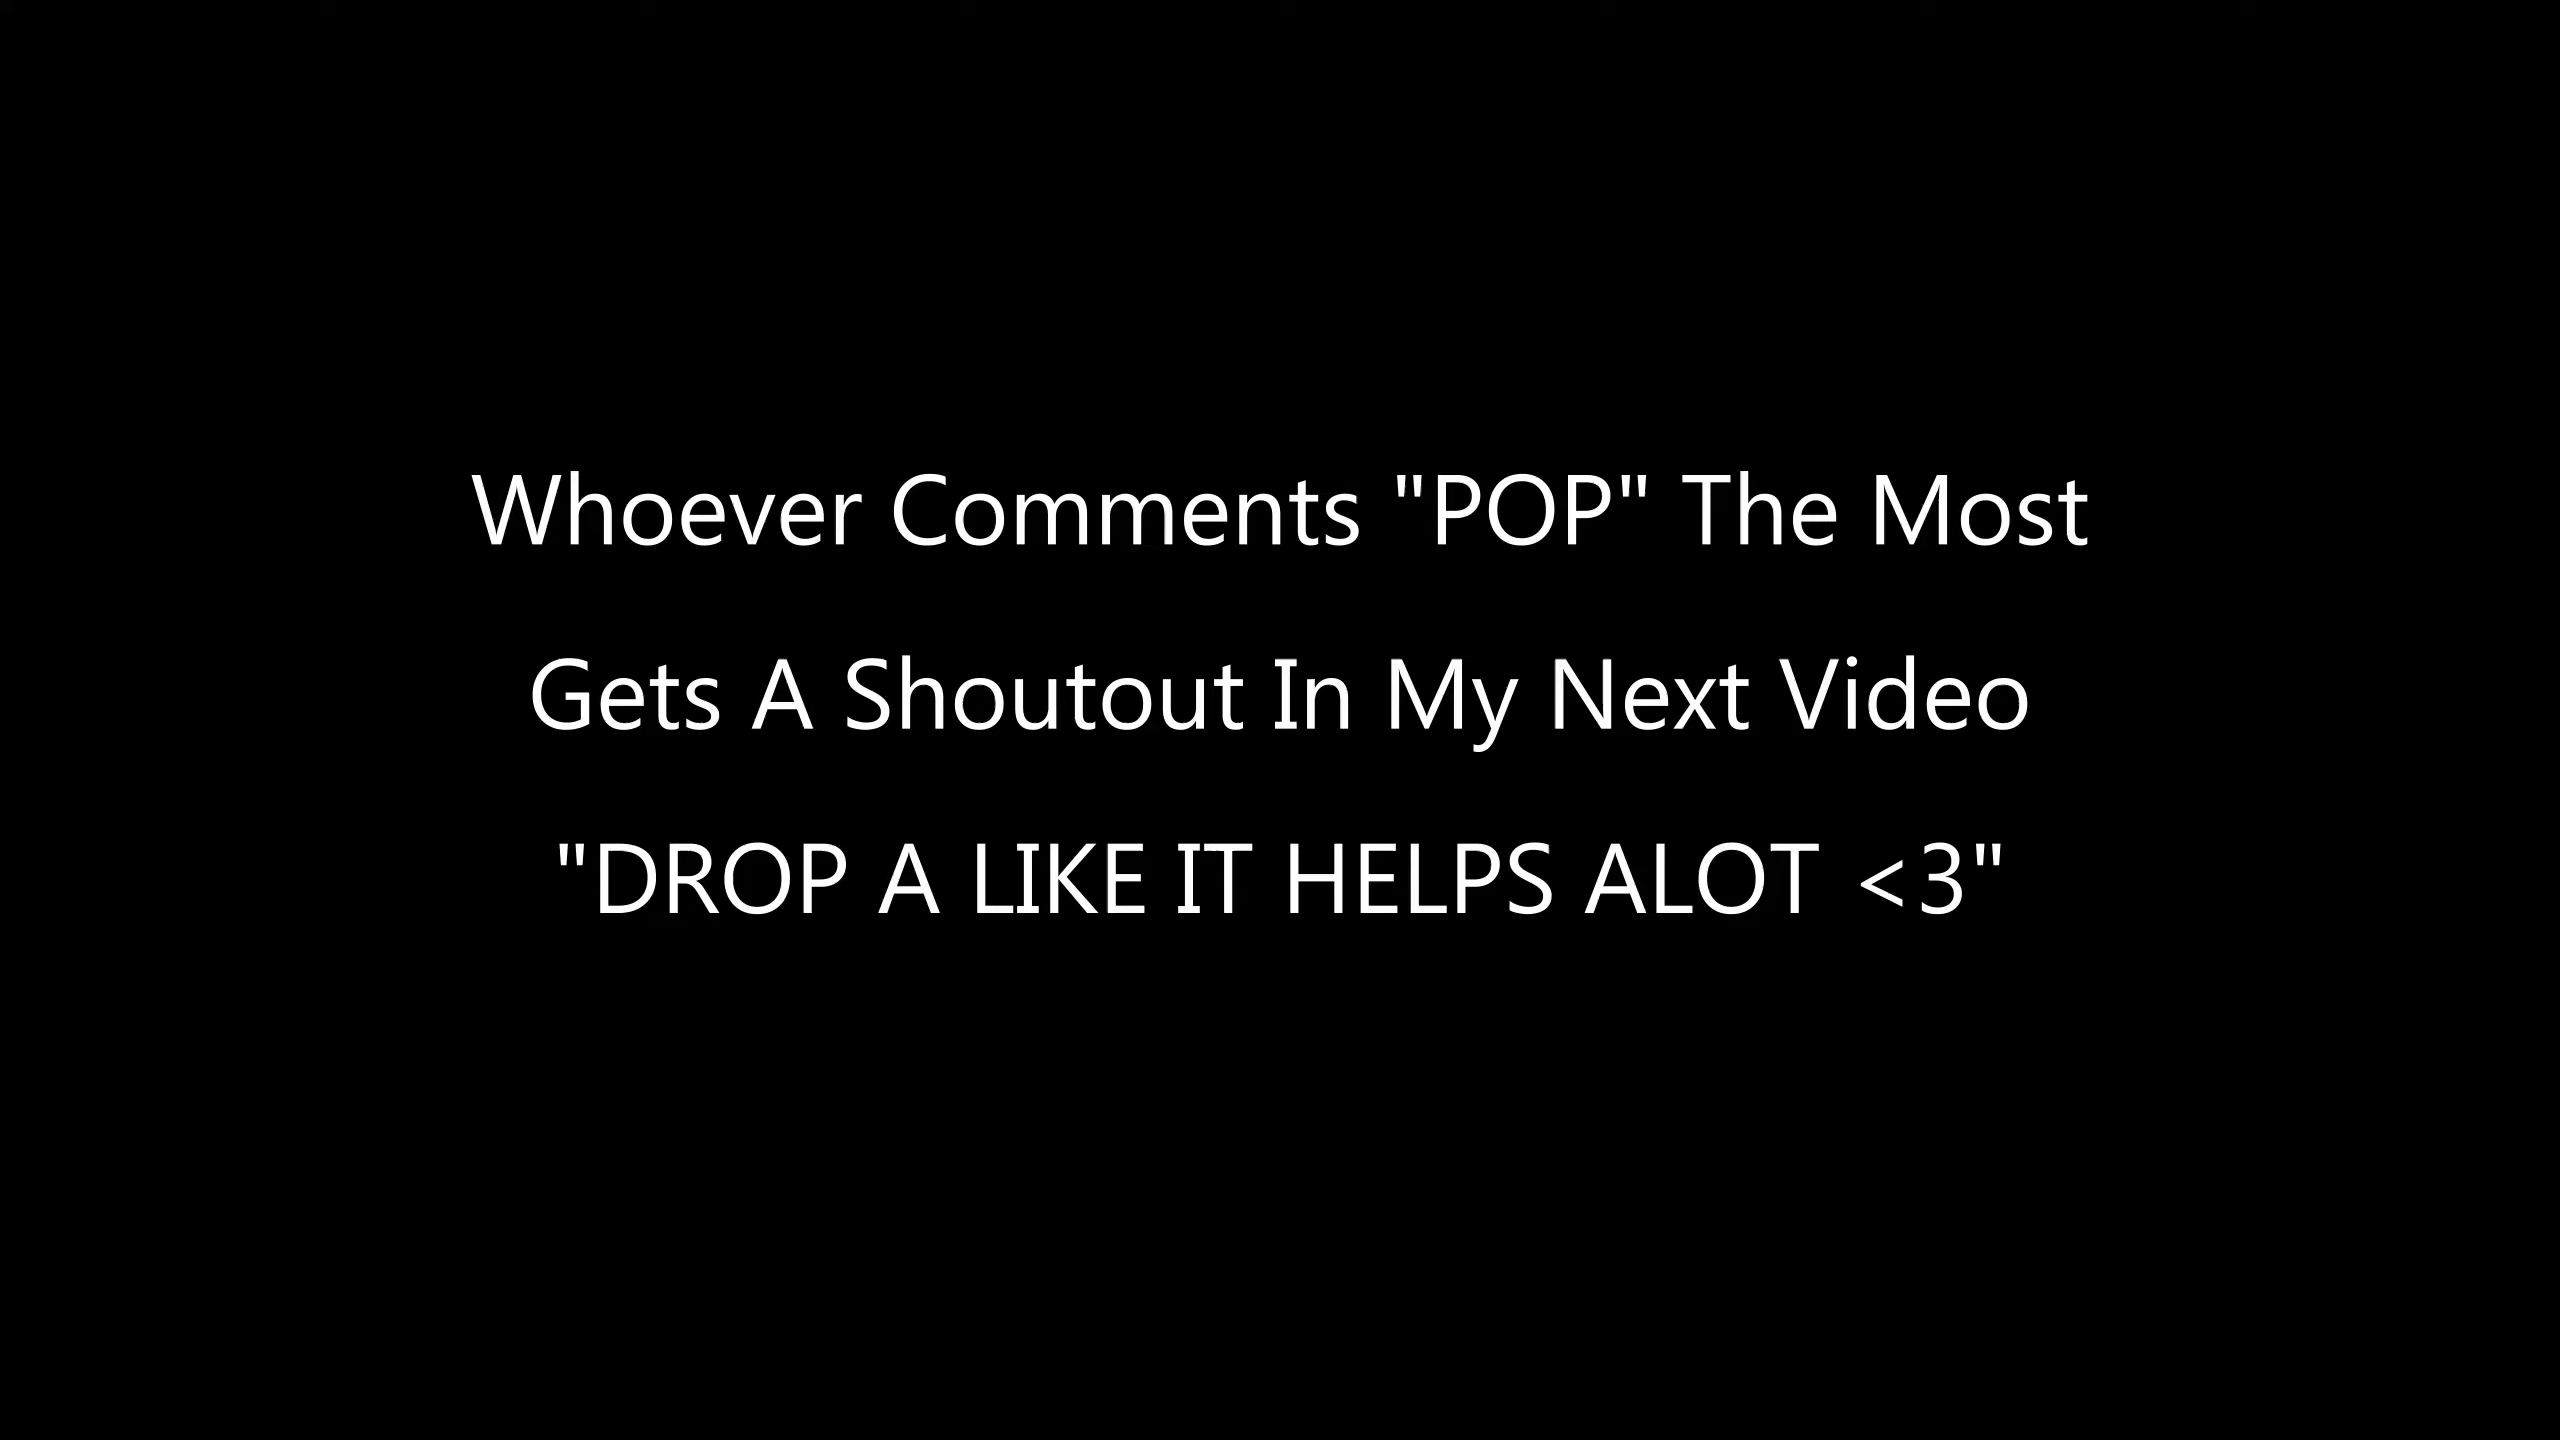 Whoever Comments "POP" The Most
Gets A Shoutout In My Next Video
"DROP A LIKE IT HELPS ALOT <3"